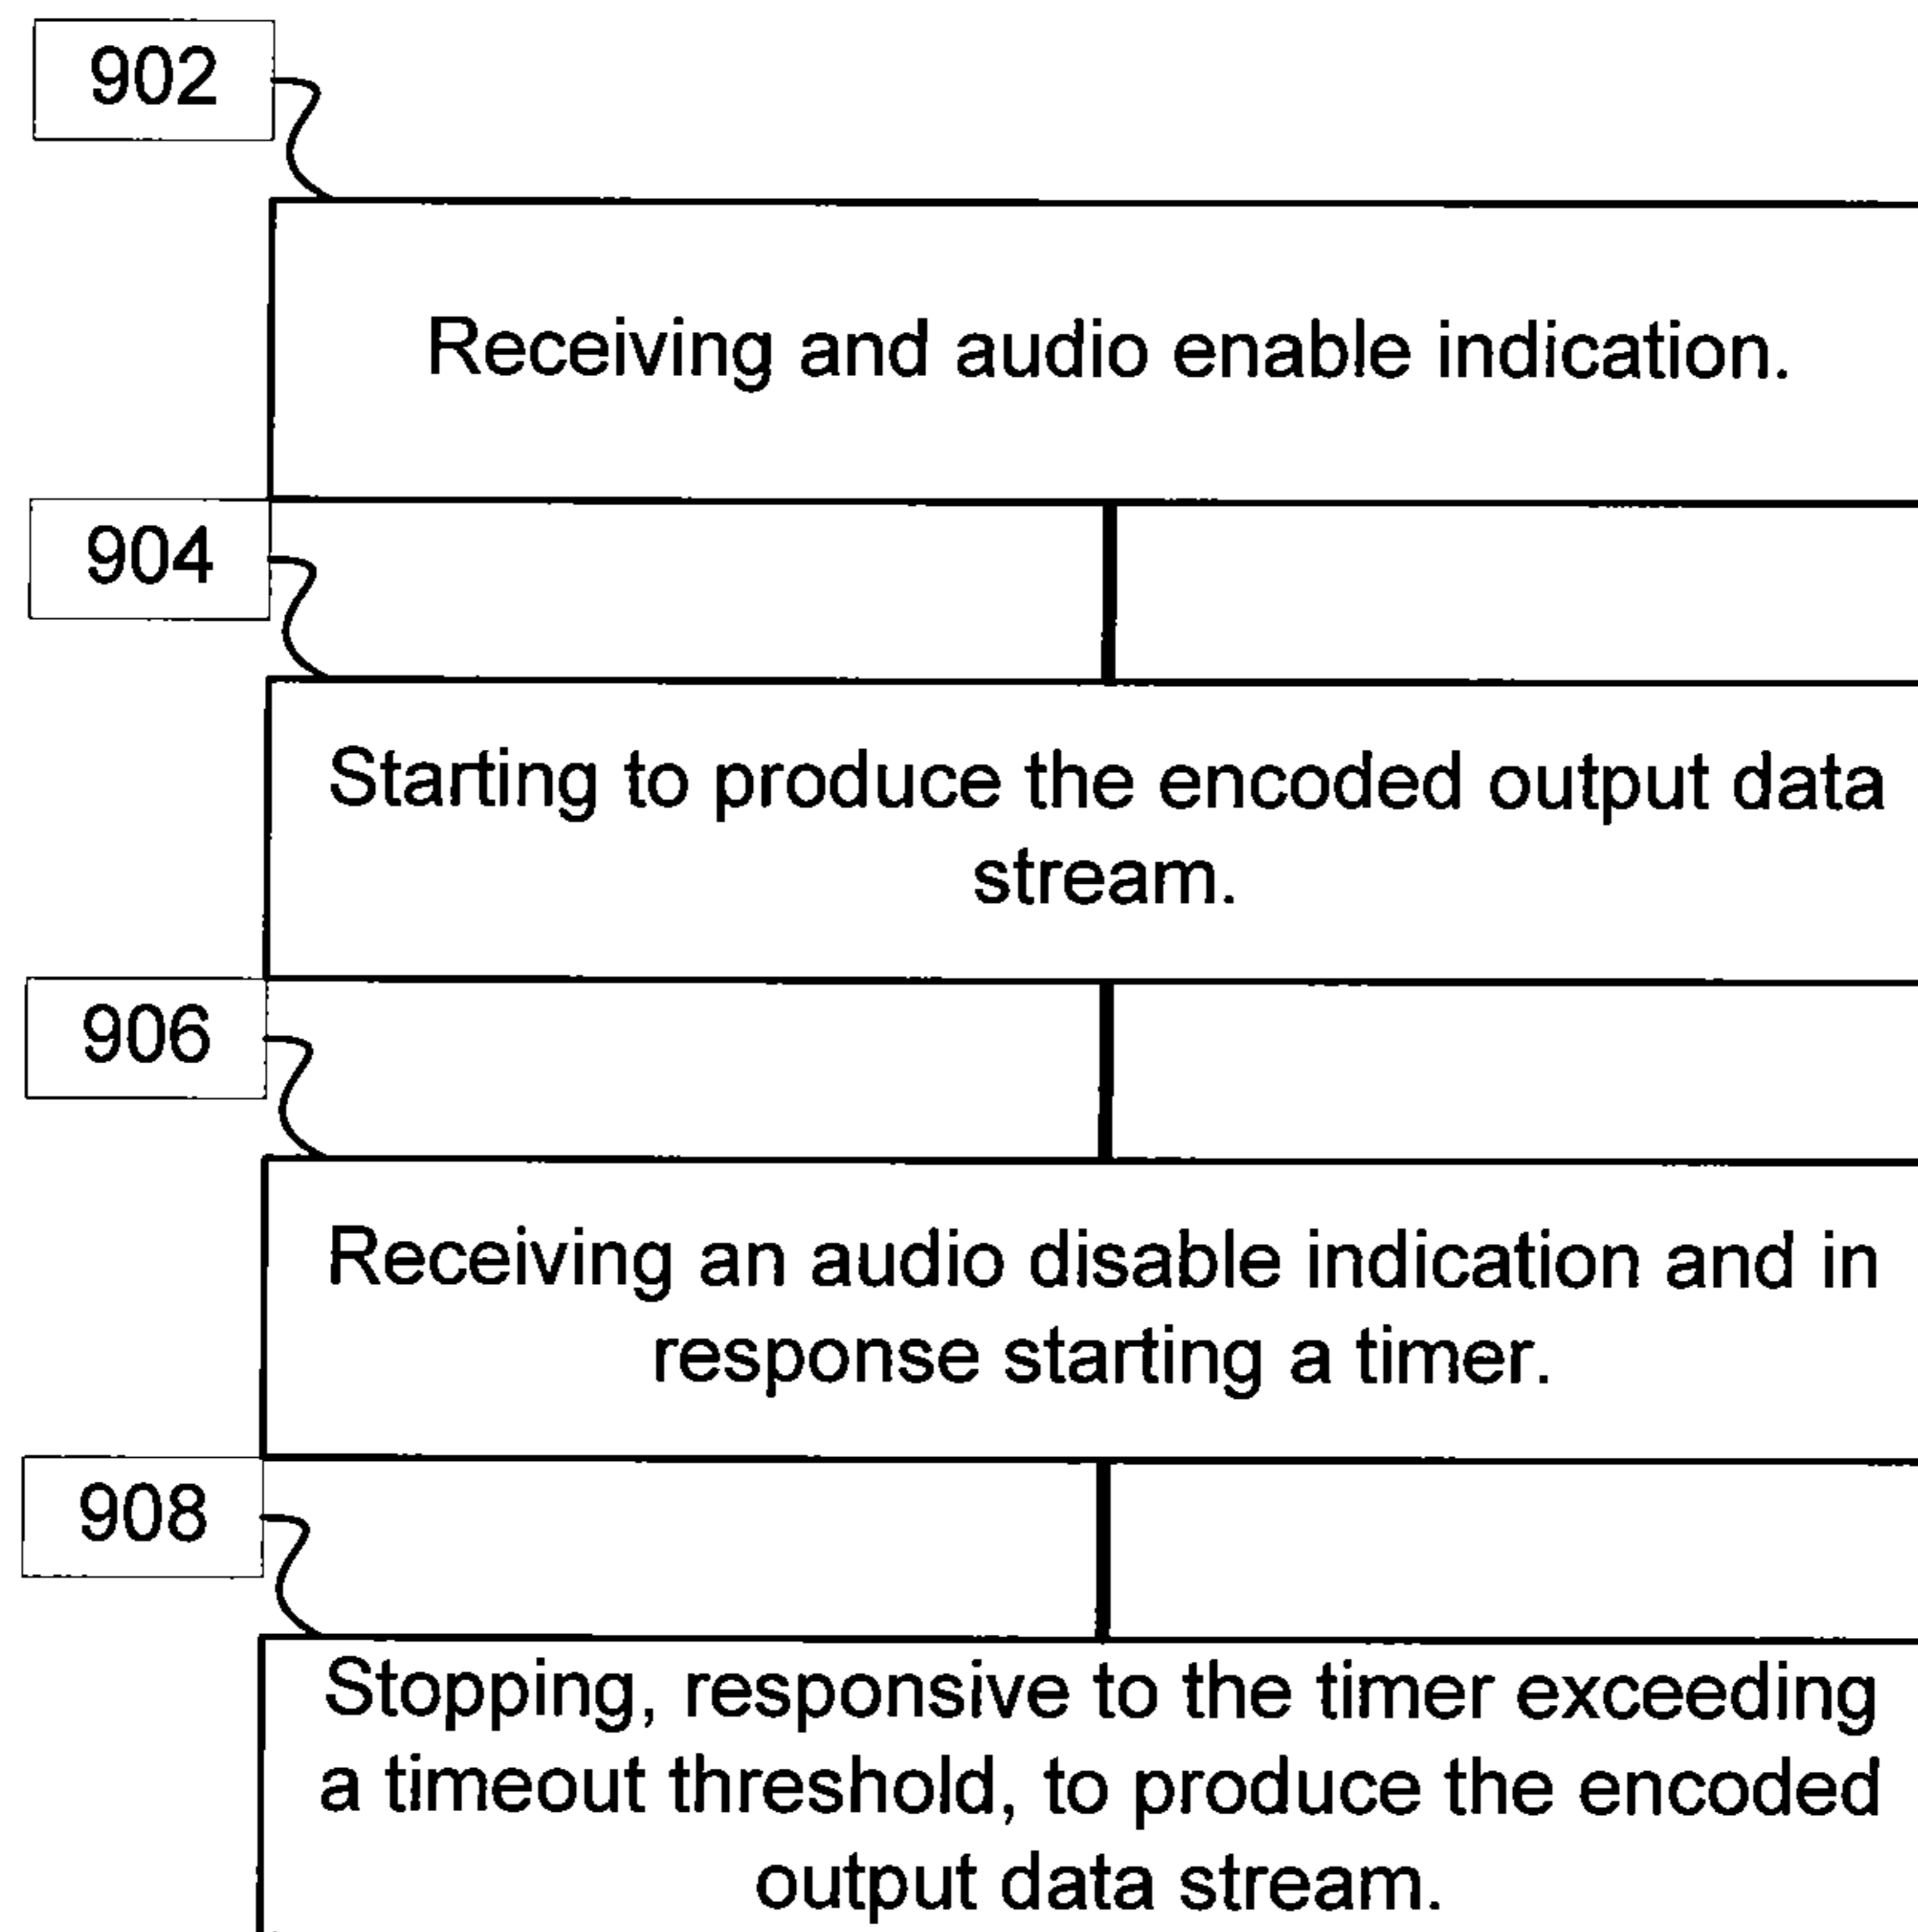 902
Receiving and audio enable indication.
904
Starting to produce the encoded output data
stream.
906
Receiving an audio disable indication and in
response starting a timer.
908
Stopping, responsive to the timer exceeding
a timeout threshold, to produce the encoded
output data stream.